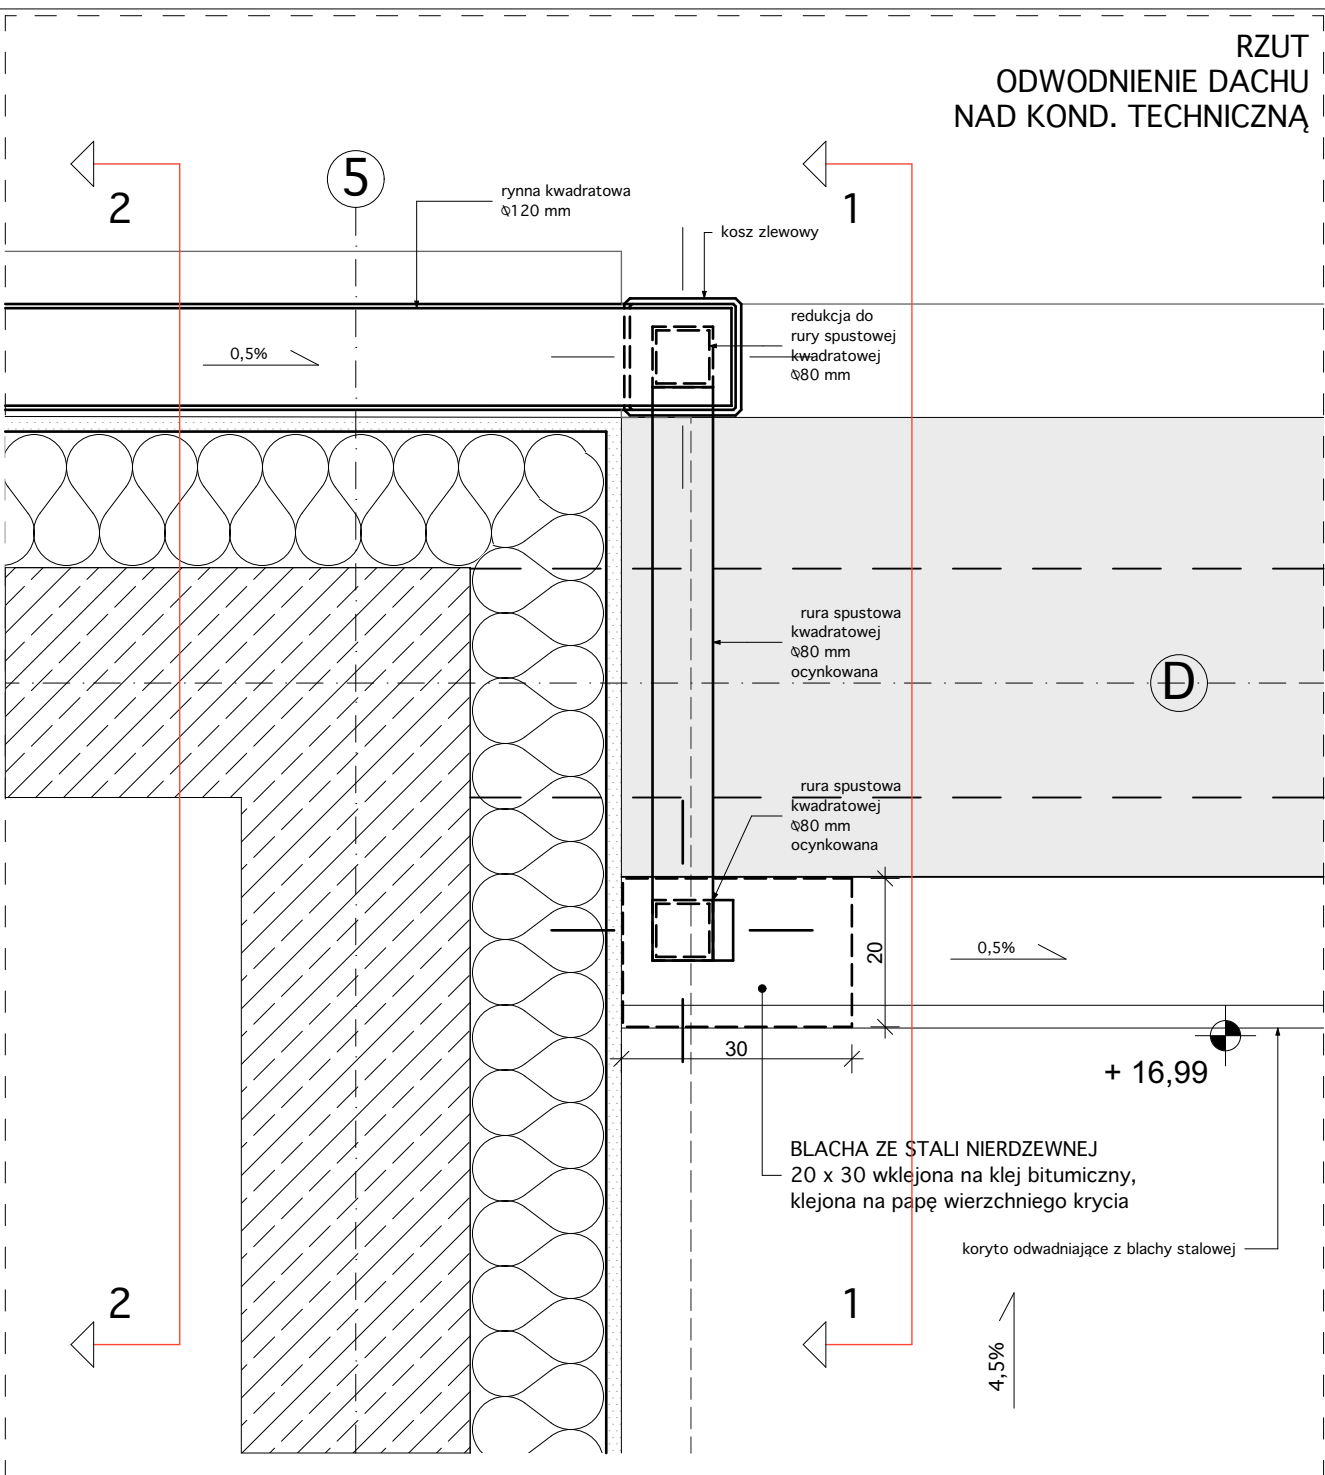 RZUT
ODWODNIENIE DACHU
NAD KOND. TECHNICZNĄ
2
5
rynna kwadratowa
⌀120 mm
1
kosz zlewowy
redukcja do
rury spustowej
kwadratowej
⌀80 mm
0,5%
rura spustowa
kwadratowej
⌀80 mm
ocynkowana
D
rura spustowa
kwadratowej
⌀80 mm
ocynkowana
20
0,5%
30
+ 16,99
BLACHA ZE STALI NIERDZEWNEJ
20 x 30 wklejona na klej bitumiczny,
klejona na papę wierzchniego krycia
koryto odwadniające z blachy stalowej
2
1
4,5%